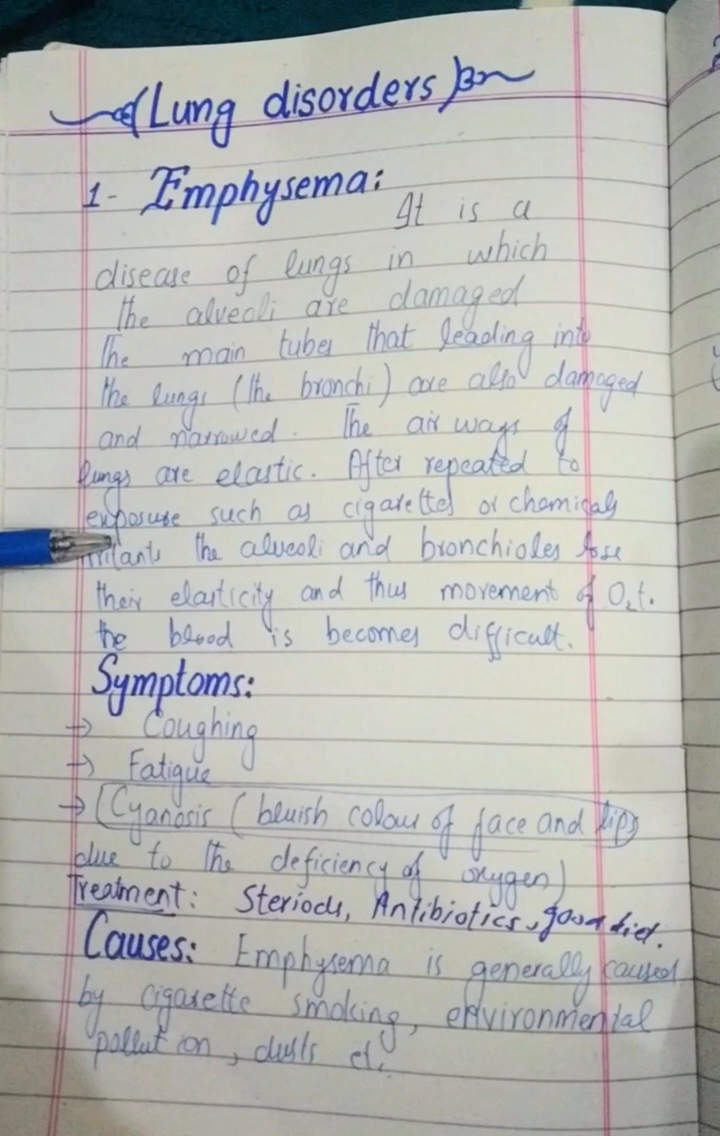 Lung disorders
1- Emphysema:
It is a
disease of lungs in which
the alveoli are damaged
The main tubes that leading into
the lungs (the bronchi) are also damaged
and narrowed. The air ways of
lungs are elastic. After repeated to
exposure such as cigarettes or chemicals
irritants the alveoli and bronchioles lose
their elasticity and thus movement of O₂ t.
the blood is becomes difficult.
Symptoms:
→ Coughing
→ Fatigue
→ Cyanosis (bluish colour of face and lips
due to the deficiency of oxygen)
Treatment: Steriods, Antibiotics, good diet.
Causes: Emphysema is generally caused
by cigarette smoking, environmental
pollution, dusts et.